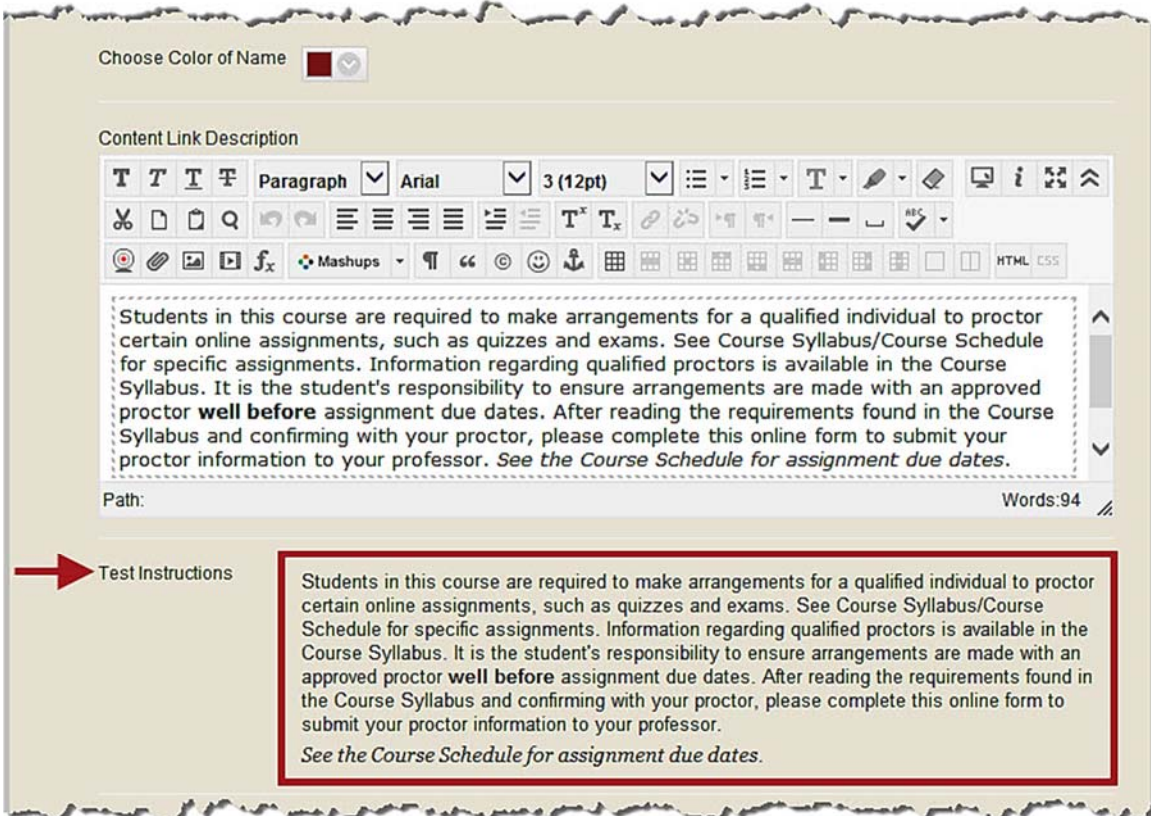 Choose Color of Name
Content Link Description
T T T T Paragraph Arial 3 (12pt) T
Tx Tx ABC
fx Mashups ¶ “ © HTML CSS
Students in this course are required to make arrangements for a qualified individual to proctor
certain online assignments, such as quizzes and exams. See Course Syllabus/Course Schedule
for specific assignments. Information regarding qualified proctors is available in the Course
Syllabus. It is the student's responsibility to ensure arrangements are made with an approved
proctor well before assignment due dates. After reading the requirements found in the Course
Syllabus and confirming with your proctor, please complete this online form to submit your
proctor information to your professor. See the Course Schedule for assignment due dates.
Path: Words:94
Test Instructions
Students in this course are required to make arrangements for a qualified individual to proctor
certain online assignments, such as quizzes and exams. See Course Syllabus/Course
Schedule for specific assignments. Information regarding qualified proctors is available in the
Course Syllabus. It is the student's responsibility to ensure arrangements are made with an
approved proctor well before assignment due dates. After reading the requirements found in
the Course Syllabus and confirming with your proctor, please complete this online form to
submit your proctor information to your professor.
See the Course Schedule for assignment due dates.